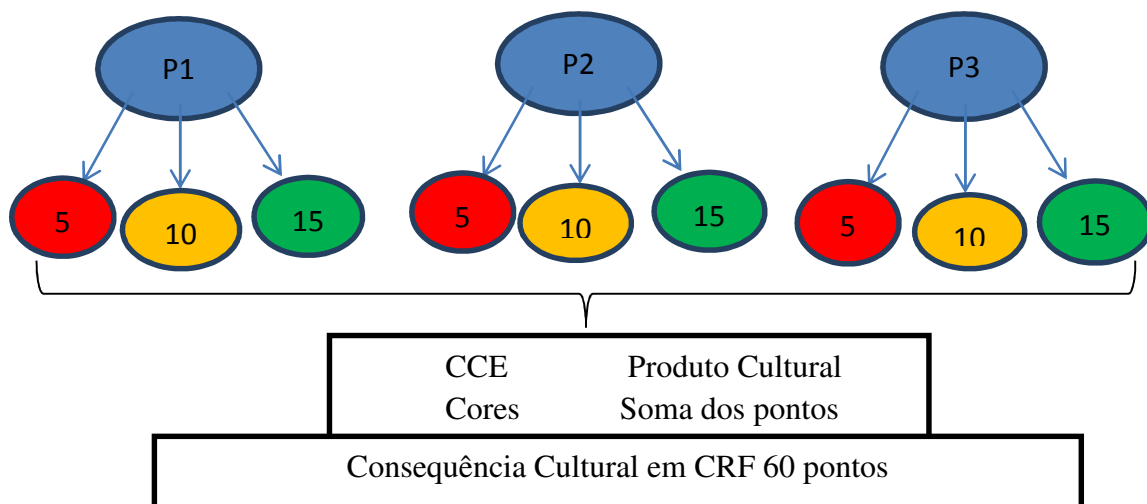 P1 P2 P3
5 10 15 5 10 15 5 10 15
CCE Produto Cultural
Cores Soma dos pontos
Consequência Cultural em CRF 60 pontos